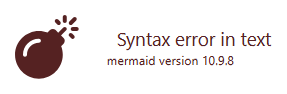 Syntax error in text
mermaid version 10.9.8